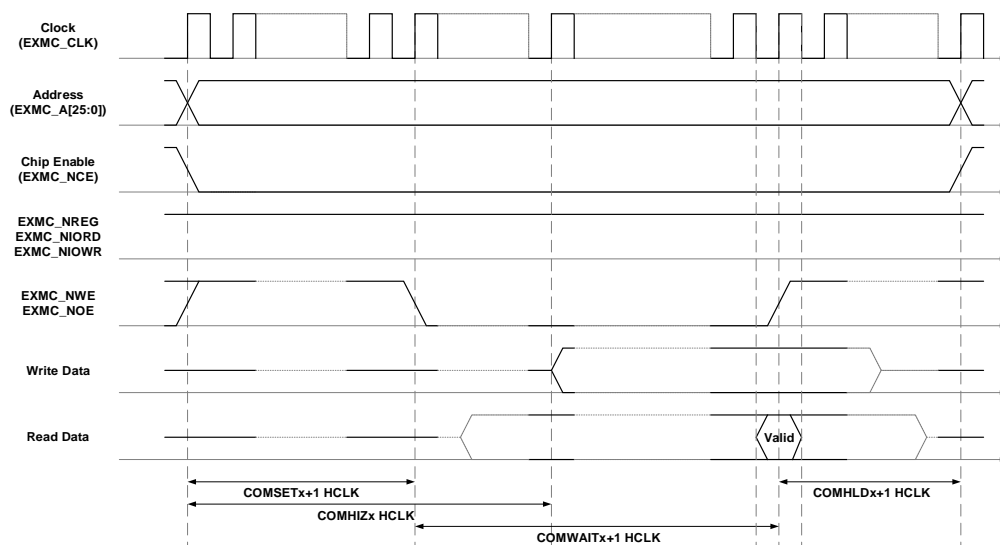 Clock
(EXMC_CLK)
Address
(EXMC_A[25:0])
Chip Enable
(EXMC_NCE)
EXMC_NREG
EXMC_NIORD
EXMC_NIOWR
EXMC_NWE
EXMC_NOE
Write Data
Read Data
Valid
COMSETx+1 HCLK
COMHLDx+1 HCLK
COMHIZx HCLK
COMWAITx+1 HCLK